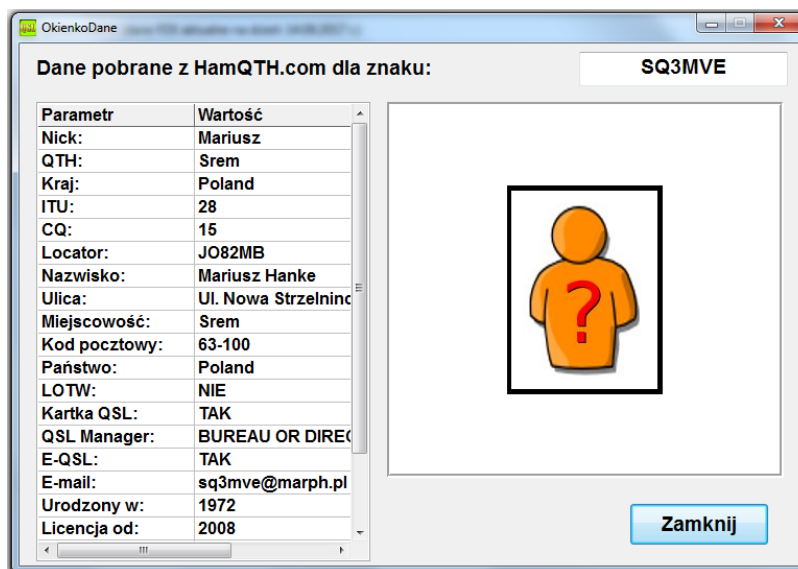 OkienkoDane
Dane pobrane z HamQTH.com dla znaku: SQ3MVE
Parametr Wartość
Nick: Mariusz
QTH: Srem
Kraj: Poland
ITU: 28
CQ: 15
Locator: JO82MB
Nazwisko: Mariusz Hanke
Ulica: Ul. Nowa
Miejscowość: Srem
Kod pocztowy: 63-100
Państwo: Poland
LOTW: NIE
Kartka QSL: TAK
QSL Manager: BUREAU OR
E-QSL: TAK
E-mail: sq3mve@marph.pl
Urodzony w: 1972
Licencja od: 2008
?
Zamknij